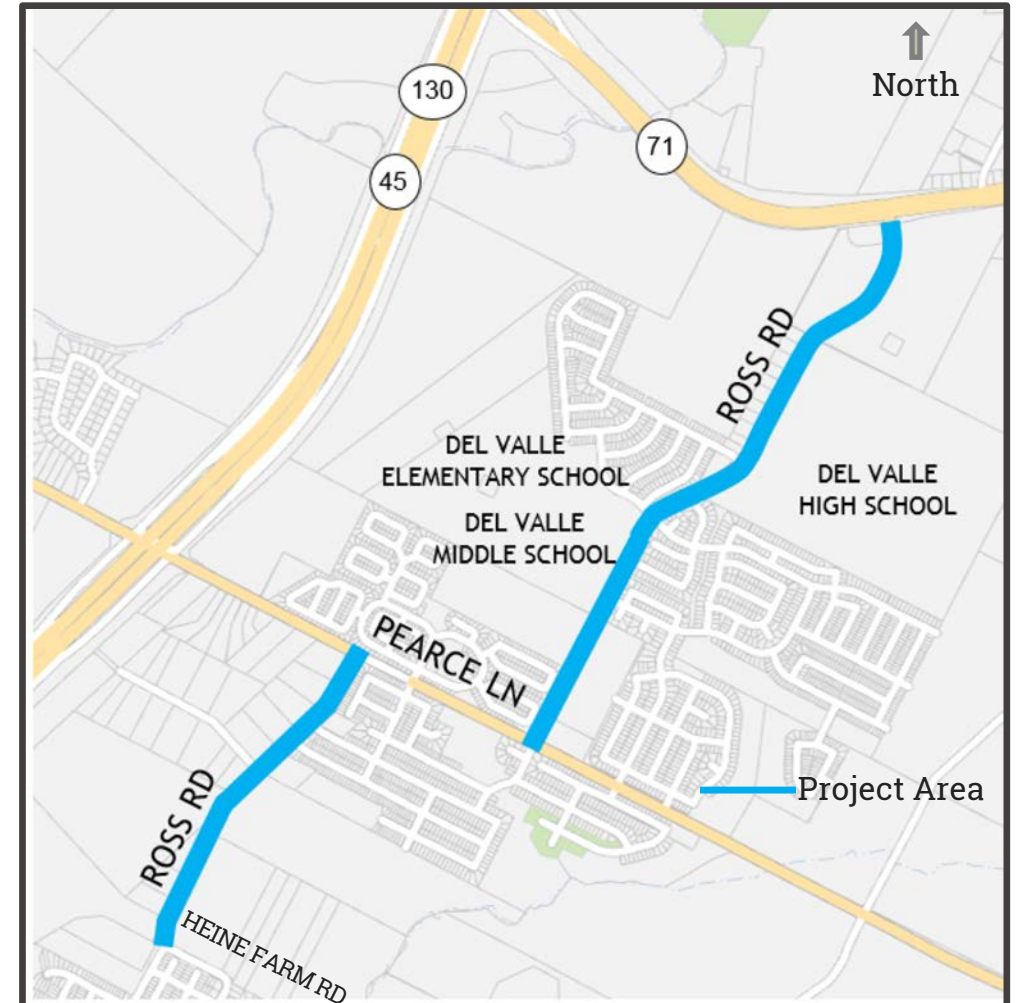 North
130
71
45
ROSS RD
DEL VALLE
ELEMENTARY SCHOOL
DEL VALLE
HIGH SCHOOL
DEL VALLE
MIDDLE SCHOOL
PEARCE LN
Project Area
ROSS RD
HEINE FARM RD